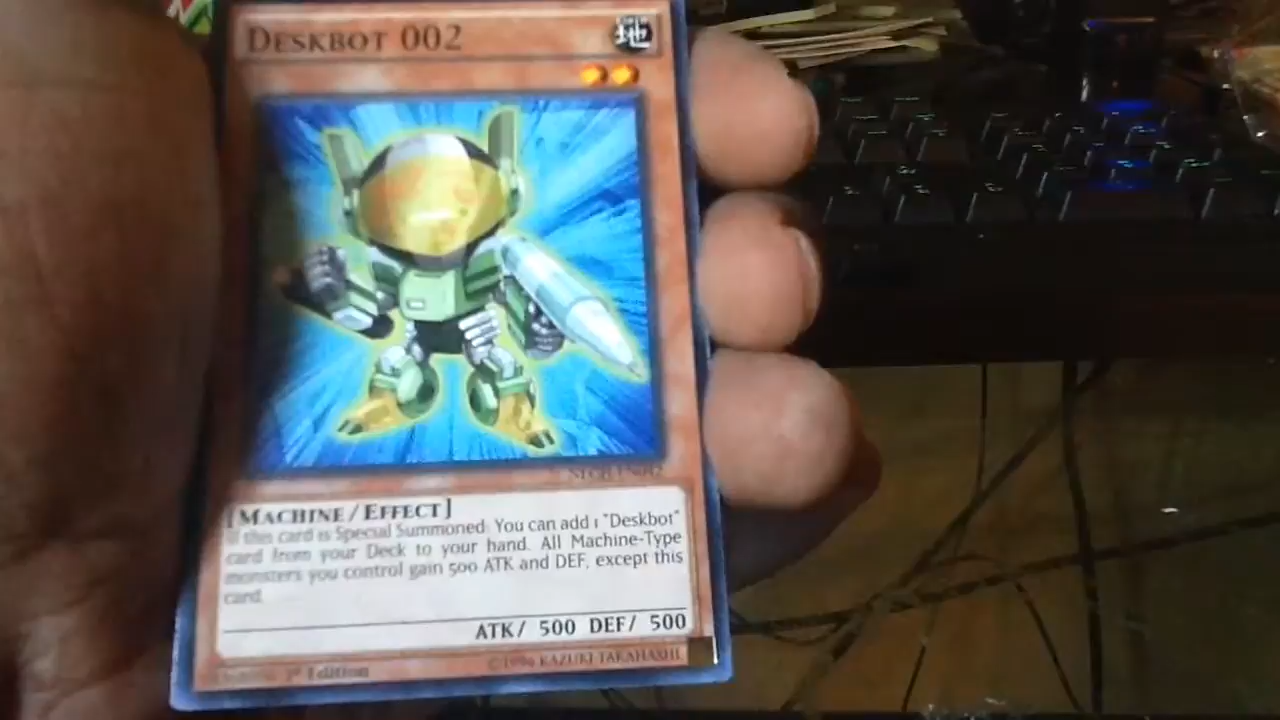 DESKBOT 002
地
[MACHINE/EFFECT]
If this card is Special Summoned: You can add 1 "Deskbot"
card from your Deck to your hand. All Machine-Type
monsters you control gain 500 ATK and DEF, except this
card.
ATK/ 500 DEF/ 500
1st Edition
©1996 KAZUKI TAKAHASHI